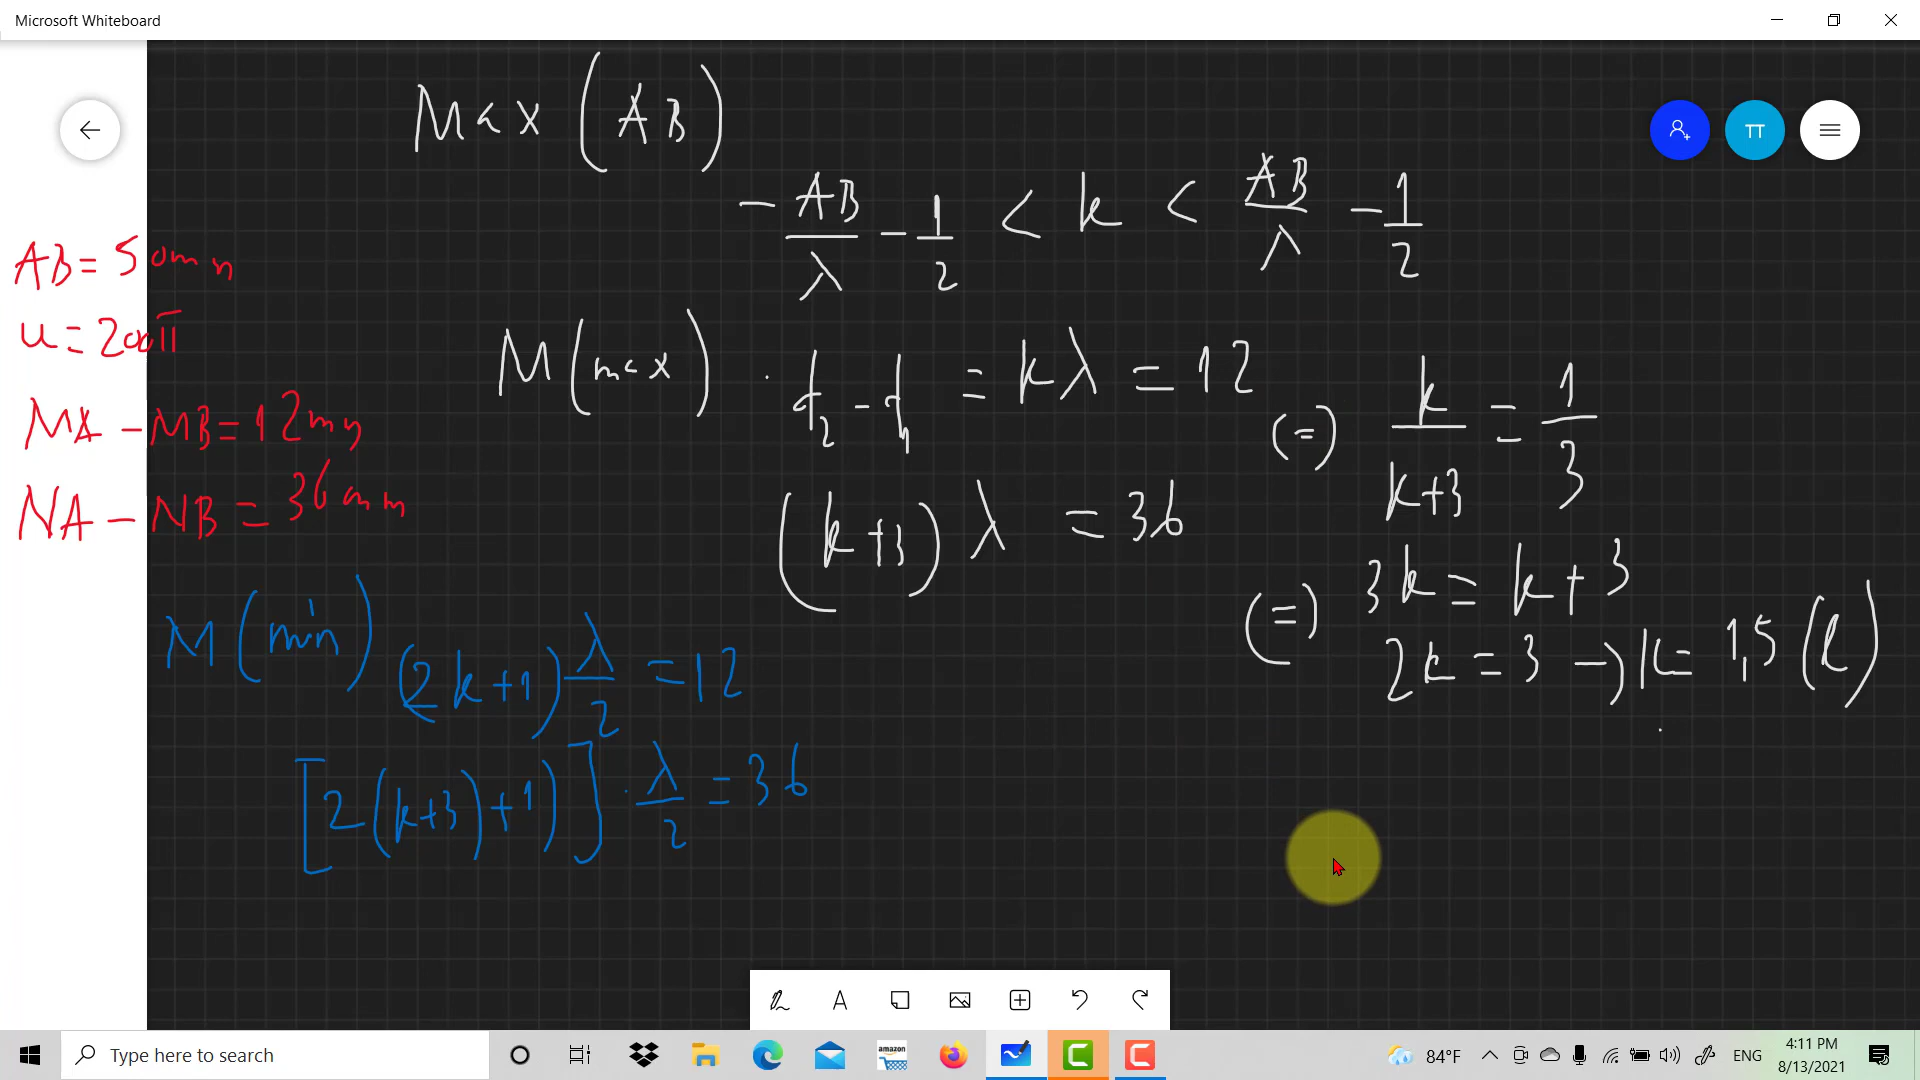 Microsoft Whiteboard
Max (AB)
- AB/λ - 1/2 < k < AB/λ - 1/2
AB = 50mm
u = 200π
MA - MB = 12mm
NA - NB = 36mm
M(max) . d2 - d1 = kλ = 12
(k+3) λ = 36
(=) k/k+3 = 1/3
(=) 3k = k+3
2k = 3 → k = 1,5 (l)
M(min) (2k+1) λ/2 = 12
[2(k+3)+1)] . λ/2 = 36
TT
A
Type here to search
amazon
84°F
ENG
4:11 PM
8/13/2021